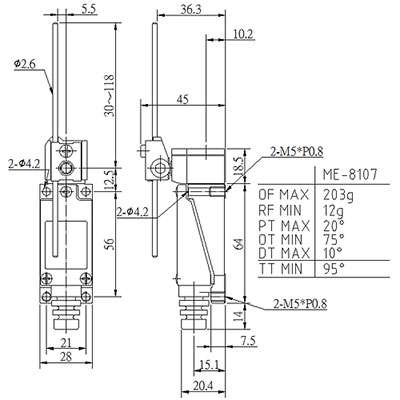 5.5
36.3
10.2
Ø2.6
30～118
45
2-M5*P0.8
2-Ø4.2
12.5
18.5
2-Ø4.2
56
64
ME-8107
OF MAX 203g
RF MIN 12g
PT MAX 20°
OT MIN 75°
DT MAX 10°
TT MIN 95°
2-M5*P0.8
14
21
28
7.5
15.1
20.4